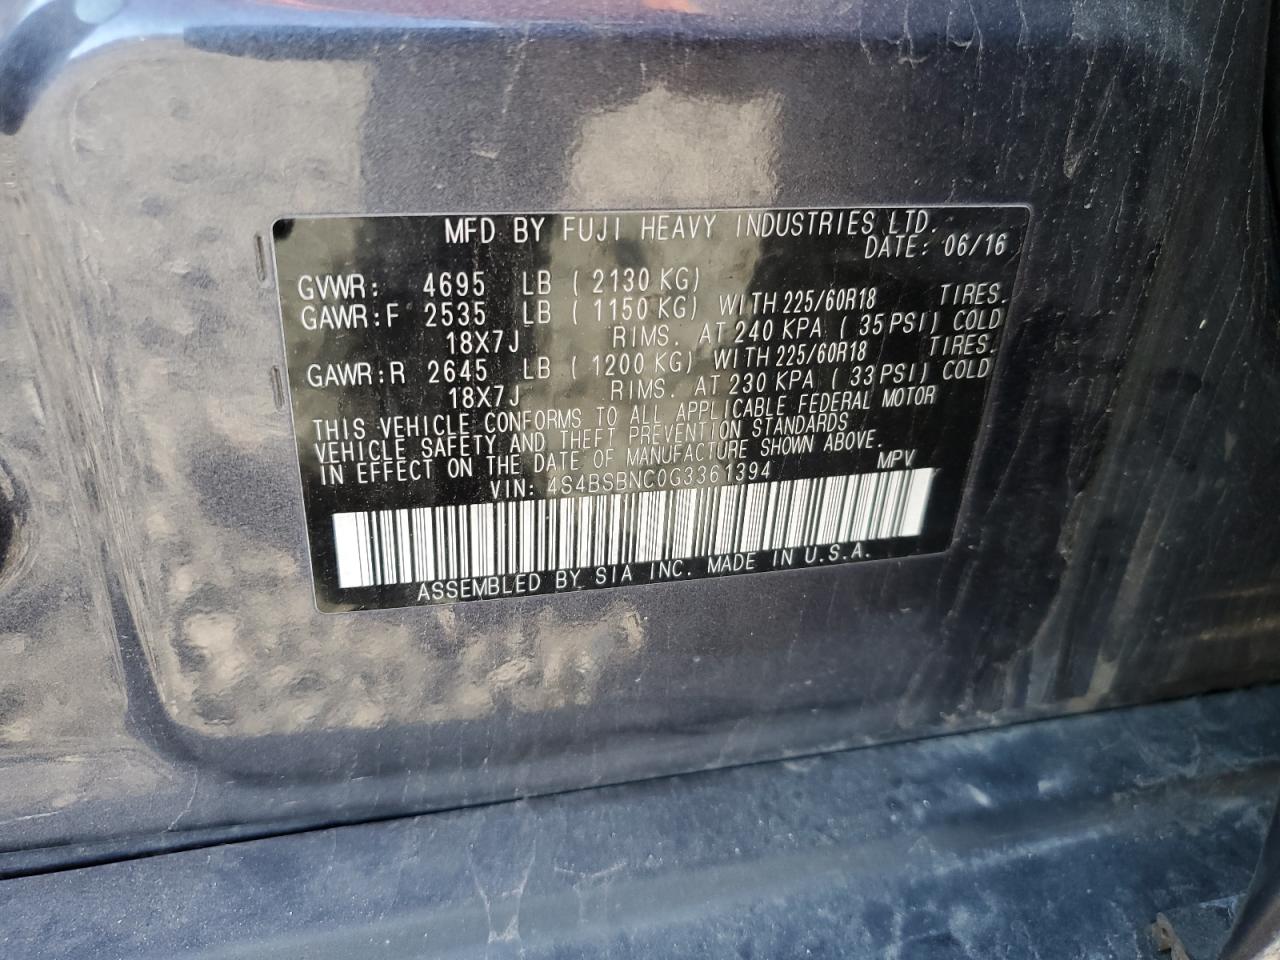 MFD BY FUJI HEAVY INDUSTRIES LTD.
DATE: 06/16
GVWR: 4695 LB ( 2130 KG)
GAWR:F 2535 LB ( 1150 KG) WITH 225/60R18 TIRES.
18X7J RIMS. AT 240 KPA ( 35 PSI) COLD
GAWR:R 2645 LB ( 1200 KG) WITH 225/60R18 TIRES.
18X7J RIMS. AT 230 KPA ( 33 PSI) COLD
THIS VEHICLE CONFORMS TO ALL APPLICABLE FEDERAL MOTOR
VEHICLE SAFETY AND THEFT PREVENTION STANDARDS
IN EFFECT ON THE DATE OF MANUFACTURE SHOWN ABOVE.
VIN: 4S4BSBNC0G3361394 MPV
ASSEMBLED BY SIA INC. MADE IN U.S.A.